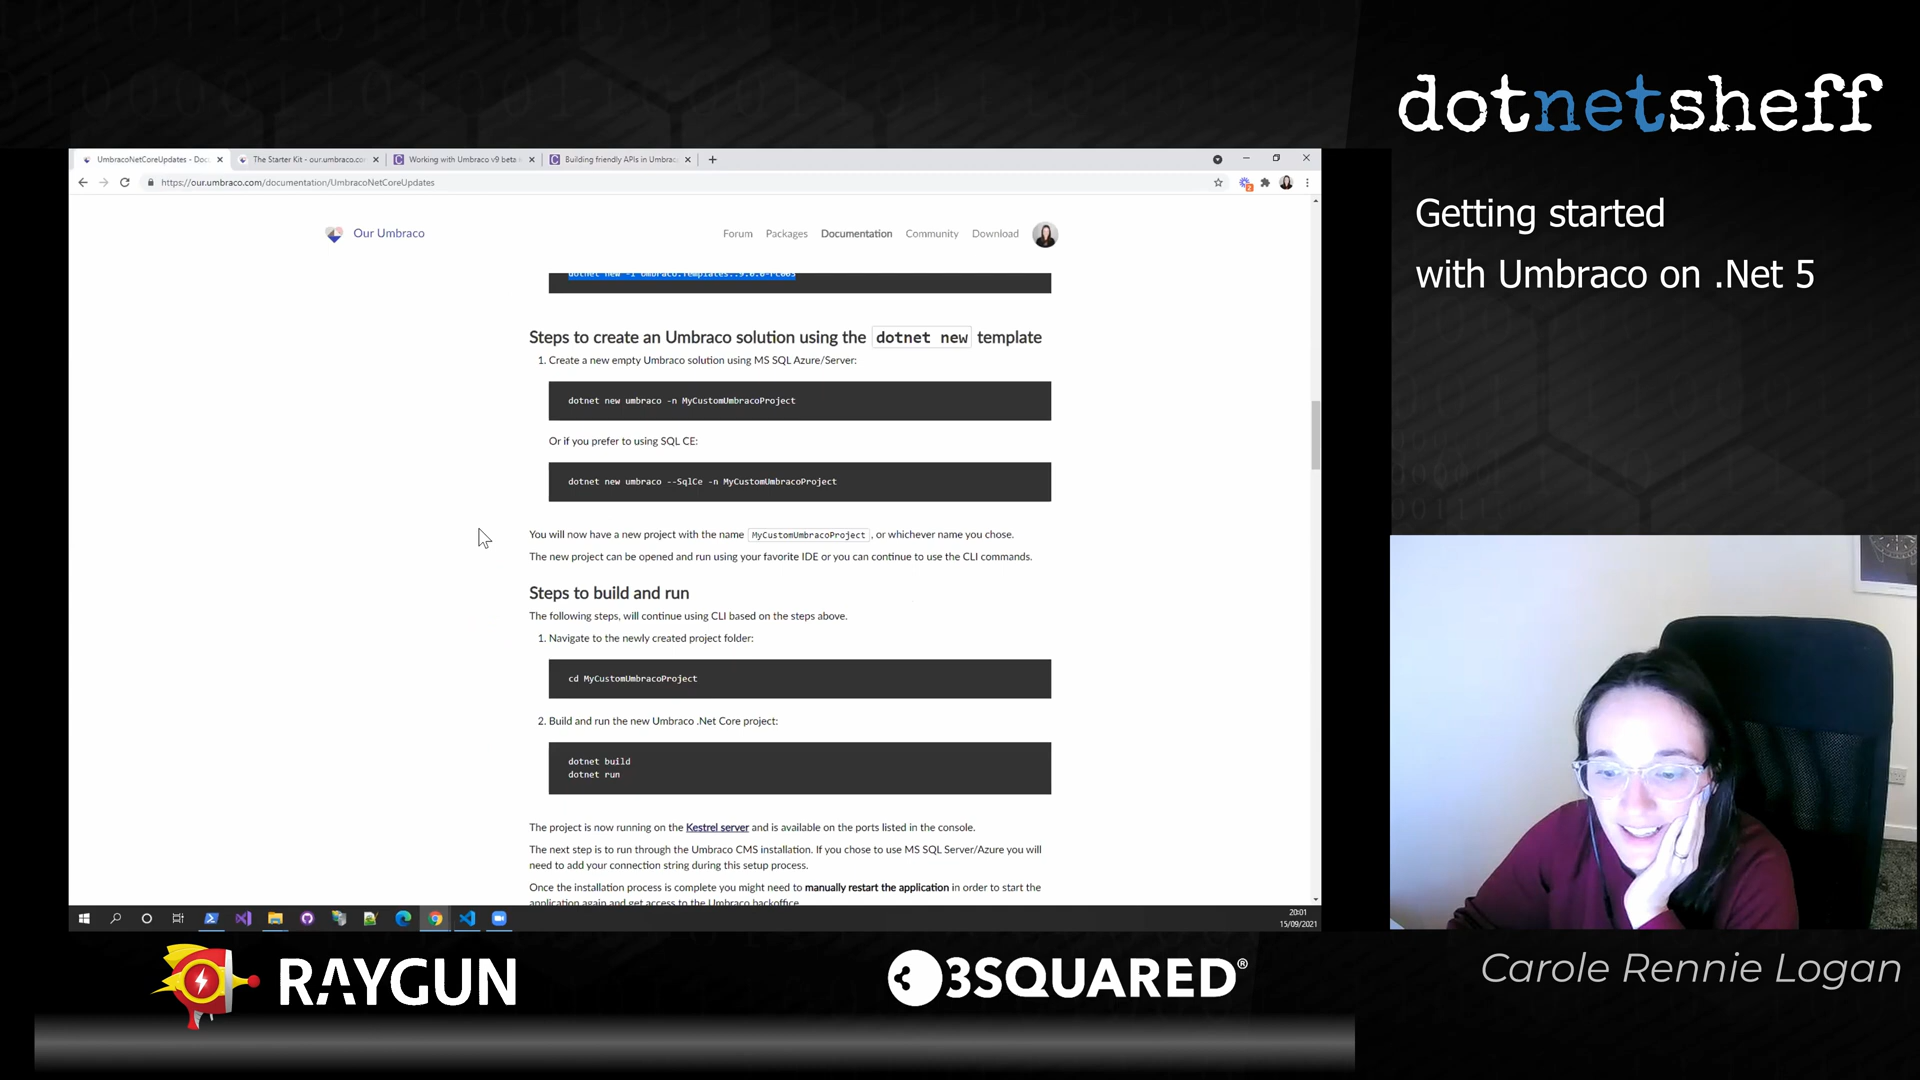 dotnetsheff
Getting started
with Umbraco on .Net 5
UmbracoNetCoreUpdates - Doc
The Starter Kit - our.umbraco.co
Working with Umbraco v9 beta
Building friendly APIs in Umbrac
https://our.umbraco.com/documentation/UmbracoNetCoreUpdates
Our Umbraco
Forum
Packages
Documentation
Community
Download
Steps to create an Umbraco solution using the dotnet new template
1. Create a new empty Umbraco solution using MS SQL Azure/Server:
dotnet new umbraco -n MyCustomUmbracoProject
Or if you prefer to using SQL CE:
dotnet new umbraco --SqlCe -n MyCustomUmbracoProject
You will now have a new project with the name MyCustomUmbracoProject , or whichever name you chose.
The new project can be opened and run using your favorite IDE or you can continue to use the CLI commands.
Steps to build and run
The following steps, will continue using CLI based on the steps above.
1. Navigate to the newly created project folder:
cd MyCustomUmbracoProject
2. Build and run the new Umbraco .Net Core project:
dotnet build
dotnet run
The project is now running on the Kestrel server and is available on the ports listed in the console.
The next step is to run through the Umbraco CMS installation. If you chose to use MS SQL Server/Azure you will
need to add your connection string during this setup process.
Once the installation process is complete you might need to manually restart the application in order to start the
application again and get access to the Umbraco backoffice.
20:01
15/09/2021
RAYGUN
3SQUARED®
Carole Rennie Logan